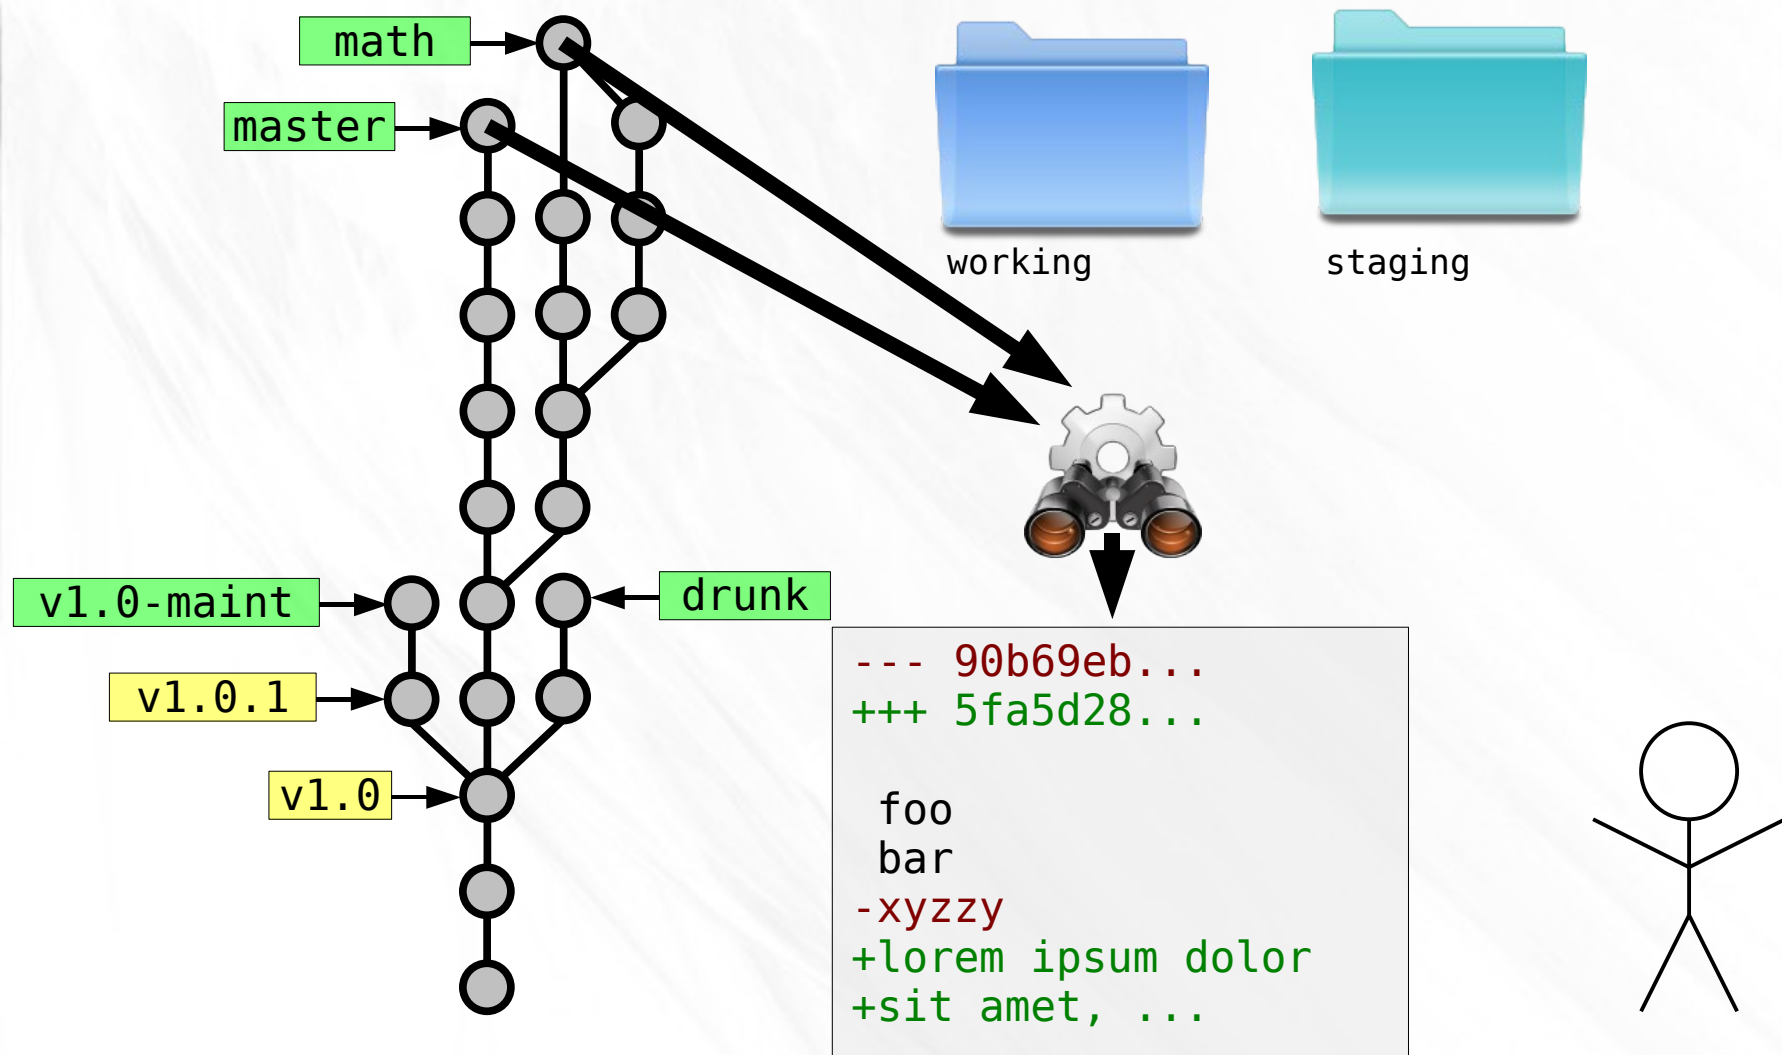 math
master
working
staging
v1.0-maint
drunk
v1.0.1
v1.0
--- 90b69eb...
+++ 5fa5d28...
 foo
 bar
-xyzzy
+lorem ipsum dolor
+sit amet, ...